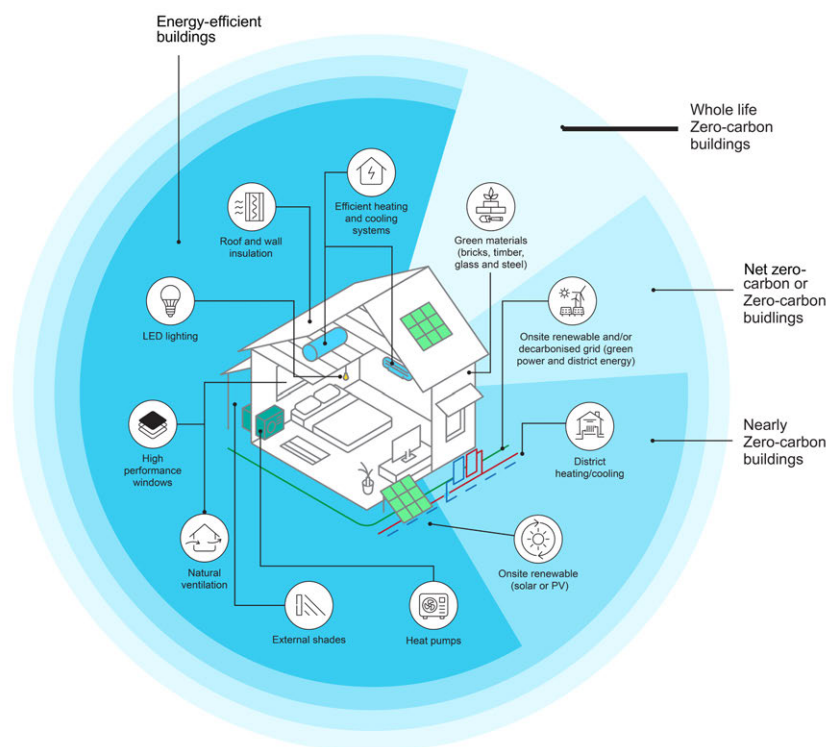 Energy-efficient
buildings
Whole life
Zero-carbon
buildings
Efficient heating
and cooling
systems
Roof and wall
insulation
Green materials
(bricks, timber,
glass and steel)
Net zero-
carbon or
Zero-carbon
buidlings
LED lighting
Onsite renewable and/or
decarbonised grid (green
power and district energy)
Nearly
Zero-carbon
buildings
High
performance
windows
District
heating/cooling
Natural
ventilation
Onsite renewable
(solar or PV)
External shades
Heat pumps